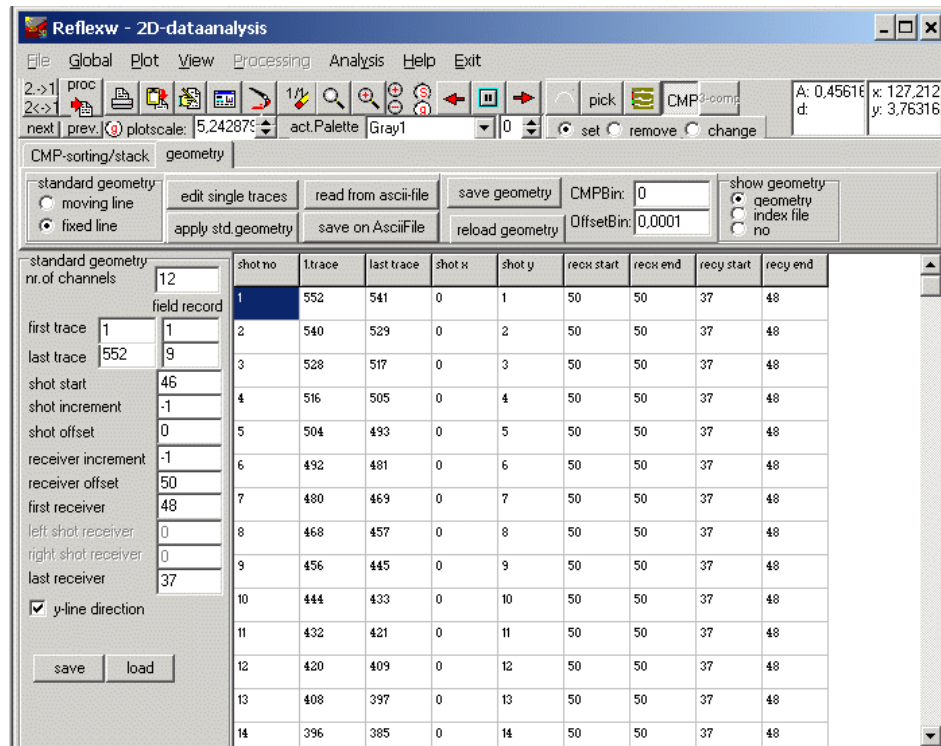 Reflexw - 2D-dataanalysis
File Global Plot View Processing Analysis Help Exit
2.->1 proc 1/2 S pick CMP 3-comp A: 0,45616 x: 127,212
2<->1 g d: y: 3,76316
next prev. g plotscale: 5,242875 act.Palette Gray1 0 set remove change
CMP-sorting/stack geometry
standard geometry
moving line
fixed line
edit single traces read from ascii-file save geometry CMPBin: 0
apply std.geometry save on AsciiFile reload geometry OffsetBin: 0,0001
show geometry
geometry
index file
no
standard geometry
nr.of channels 12
field record
first trace 1 1
last trace 552 9
shot start 46
shot increment -1
shot offset 0
receiver increment -1
receiver offset 50
first receiver 48
left shot receiver 0
right shot receiver 0
last receiver 37
y-line direction
save load
shot no 1.trace last trace shot x shot y recx start recx end recy start recy end
1 552 541 0 1 50 50 37 48
2 540 529 0 2 50 50 37 48
3 528 517 0 3 50 50 37 48
4 516 505 0 4 50 50 37 48
5 504 493 0 5 50 50 37 48
6 492 481 0 6 50 50 37 48
7 480 469 0 7 50 50 37 48
8 468 457 0 8 50 50 37 48
9 456 445 0 9 50 50 37 48
10 444 433 0 10 50 50 37 48
11 432 421 0 11 50 50 37 48
12 420 409 0 12 50 50 37 48
13 408 397 0 13 50 50 37 48
14 396 385 0 14 50 50 37 48